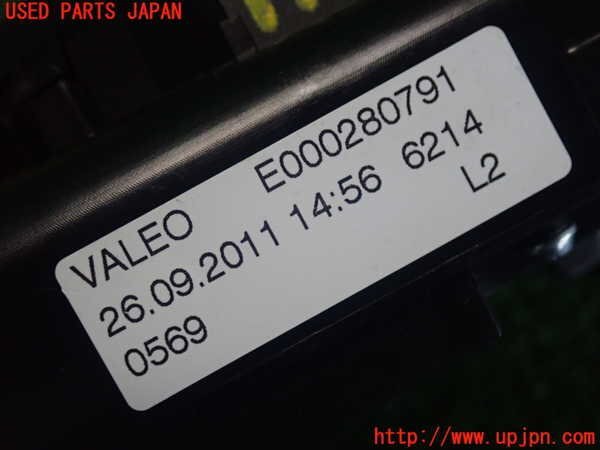 USED PARTS JAPAN
VALEO E000280791
26.09.2011 14:56 6214
0569 L2
http://www.upjpn.com